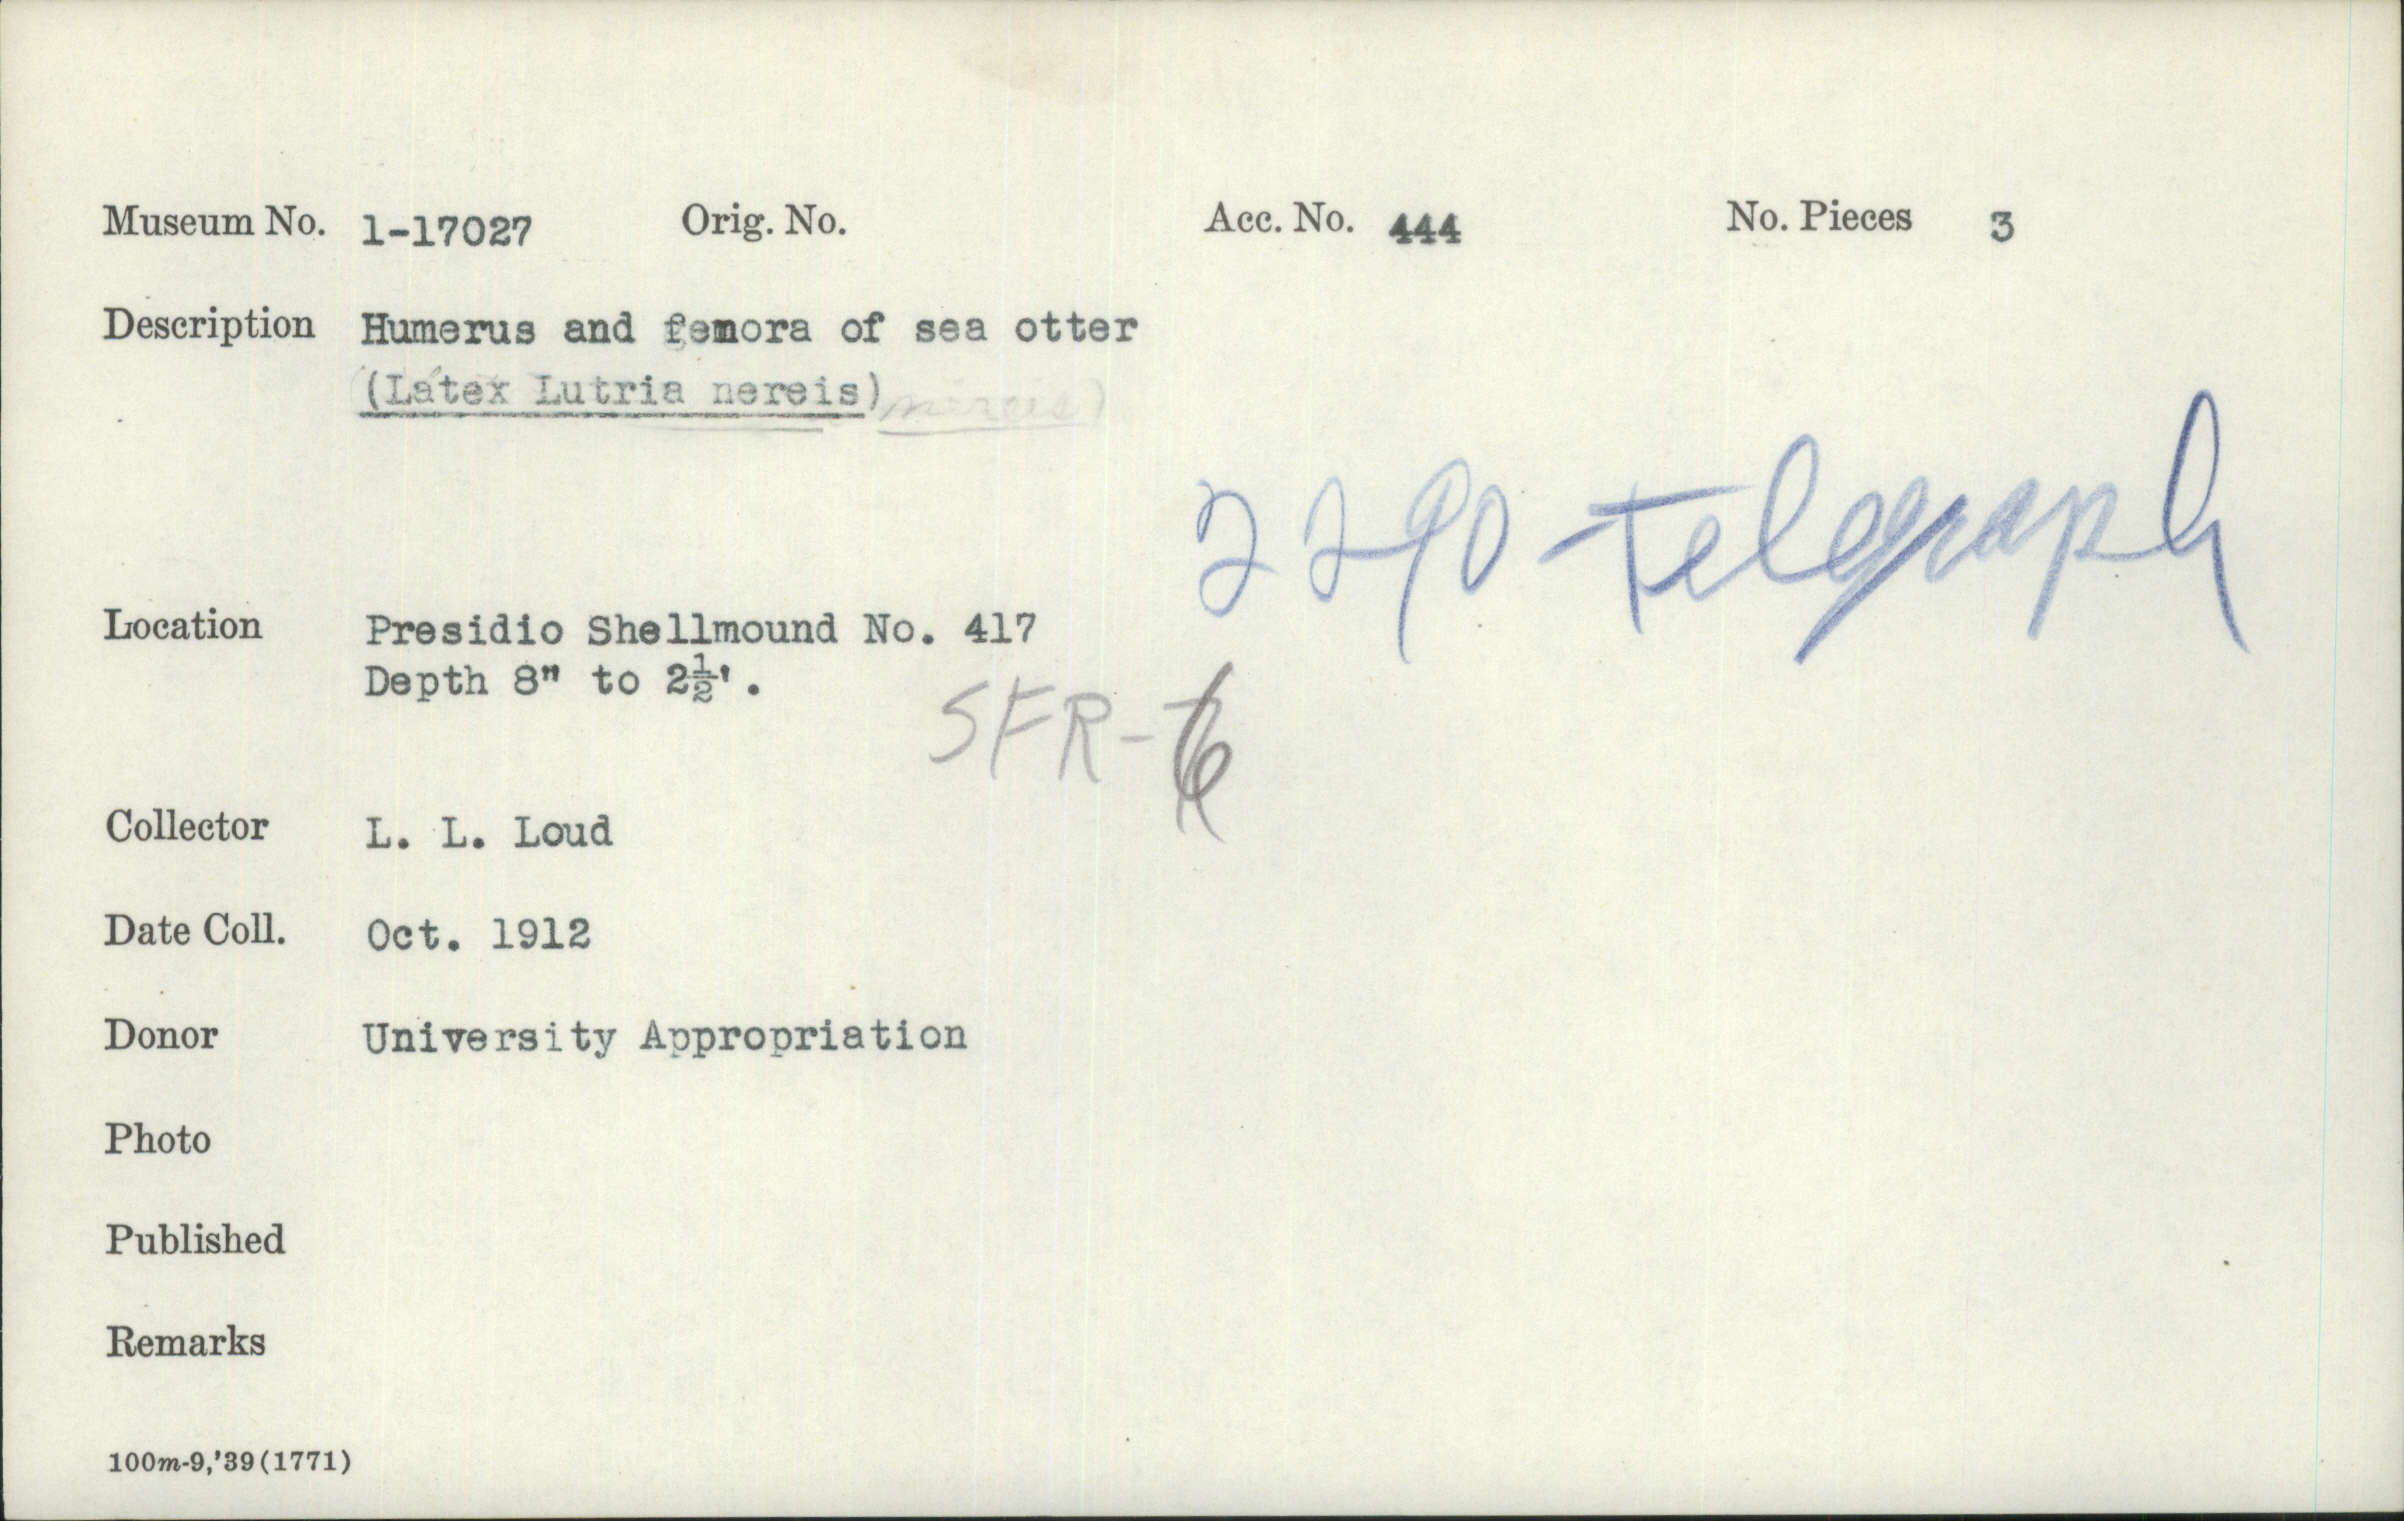 Museum No. 1-17027 Orig. No. Acc. No. 444 No. Pieces 3
Description Humerus and femora of sea otter
(Latex Lutria nereis)
2290-Telegraph
Location Presidio Shellmound No. 417
Depth 8" to 2½'.
SFR-6
Collector L. L. Loud
Date Coll. Oct. 1912
Donor University Appropriation
Photo
Published
Remarks
100m-9,'39(1771)